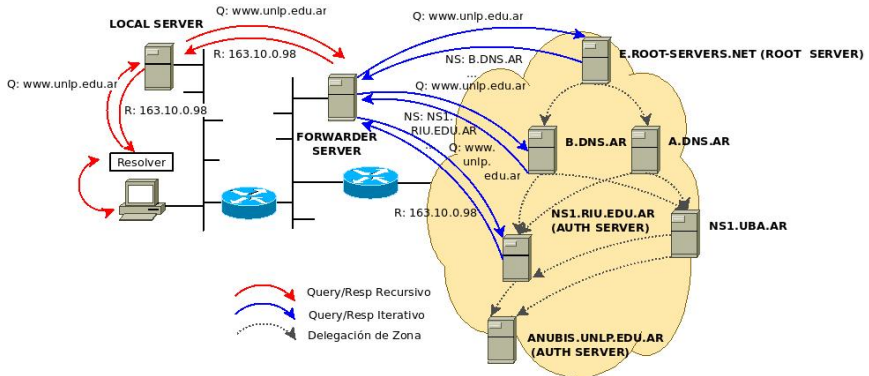 Q: www.unlp.edu.ar
LOCAL SERVER
R: 163.10.0.98
Q: www.unlp.edu.ar
R: 163.10.0.98
Resolver
FORWARDER
SERVER
Q: www.unlp.edu.ar
NS: B.DNS.AR
...
Q: www.unlp.edu.ar
NS: NS1.
RIU.EDU.AR
...
Q: www.
unlp.
edu.ar
R: 163.10.0.98
E.ROOT-SERVERS.NET (ROOT SERVER)
B.DNS.AR
A.DNS.AR
NS1.RIU.EDU.AR
(AUTH SERVER)
NS1.UBA.AR
ANUBIS.UNLP.EDU.AR
(AUTH SERVER)
Query/Resp Recursivo
Query/Resp Iterativo
Delegación de Zona